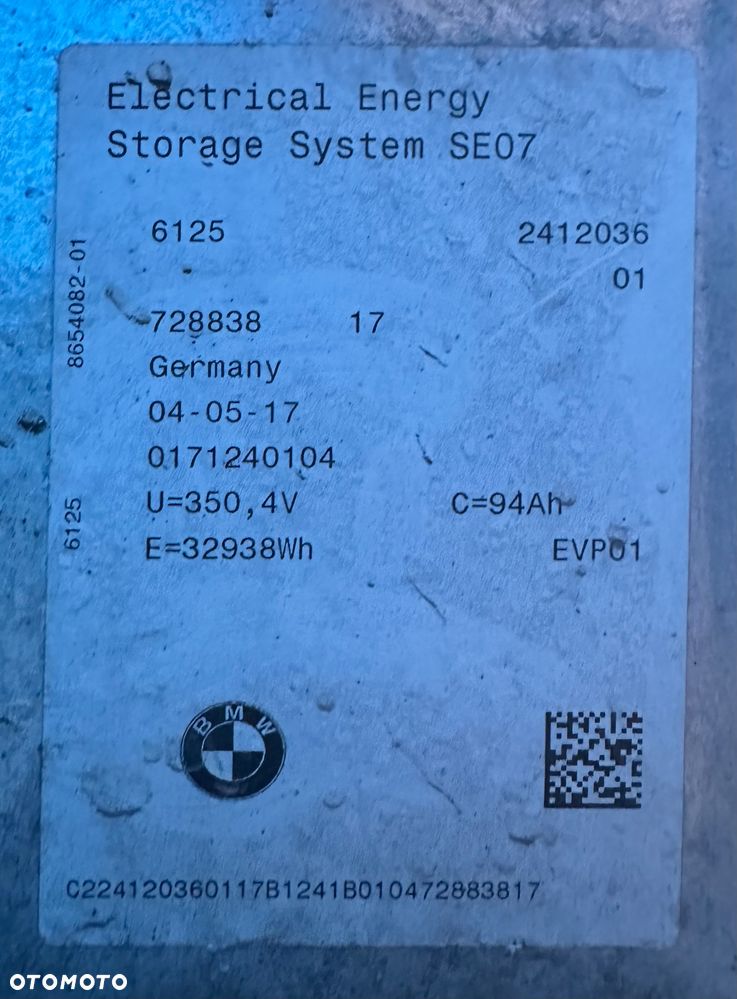 Electrical Energy
Storage System SE07
6125 2412036
01
728838 17
Germany
04-05-17
0171240104
U=350,4V C=94Ah
E=32938Wh EVP01
8654082-01
6125
BMW
C224120360117B1241B010472883817
OTOMOTO